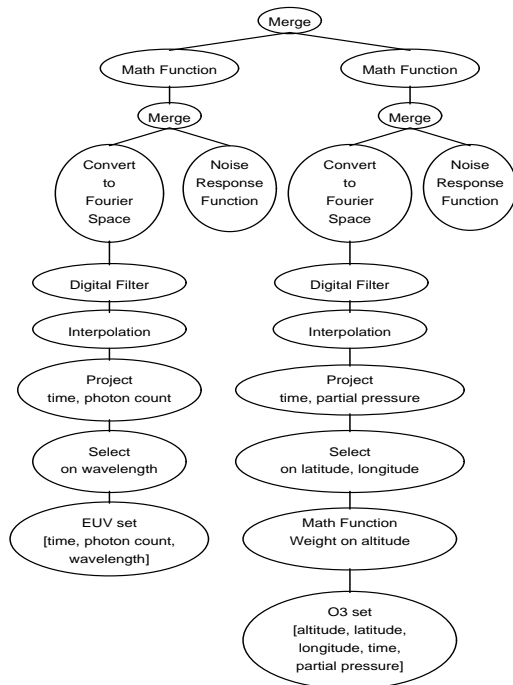 Merge
Math Function
Math Function
Merge
Merge
Convert
to
Fourier
Space
Noise
Response
Function
Convert
to
Fourier
Space
Noise
Response
Function
Digital Filter
Digital Filter
Interpolation
Interpolation
Project
time, photon count
Project
time, partial pressure
Select
on wavelength
Select
on latitude, longitude
EUV set
[time, photon count,
wavelength]
Math Function
Weight on altitude
O3 set
[altitude, latitude,
longitude, time,
partial pressure]